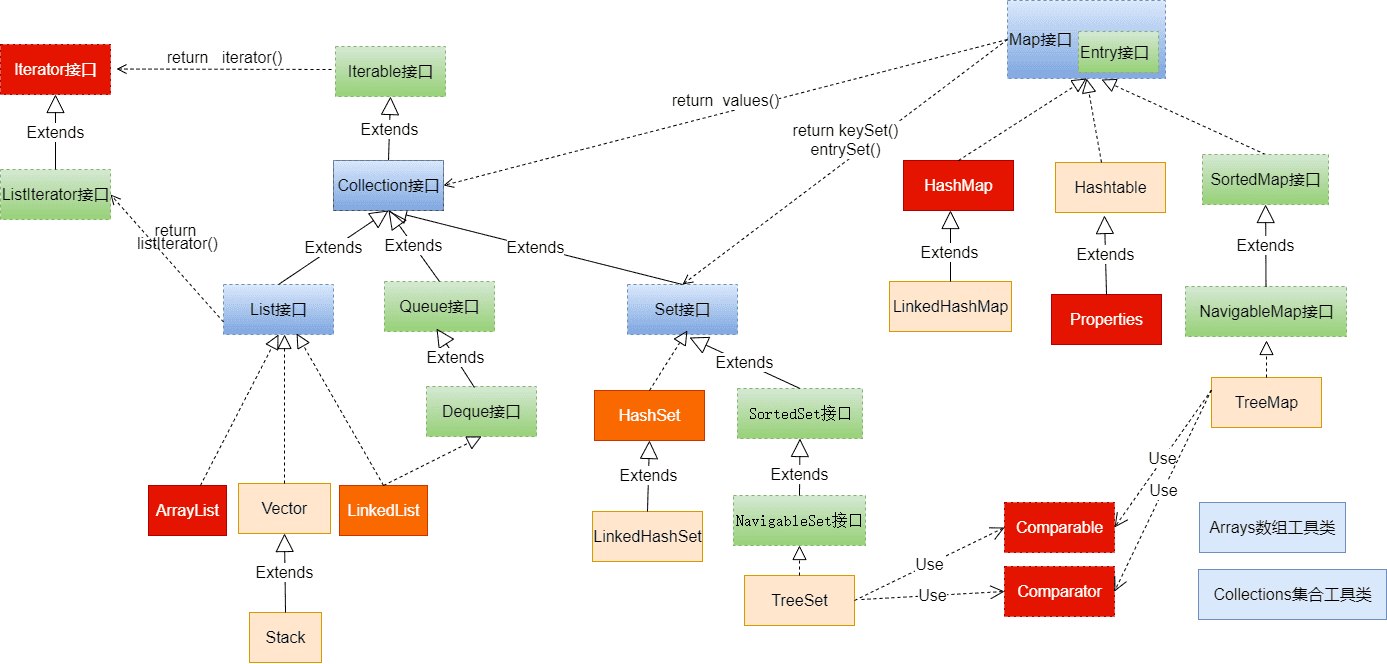 Map接口
Entry接口
Iterator接口
return iterator()
Iterable接口
return values()
Extends
Extends
return keySet()
entrySet()
ListIterator接口
Collection接口
HashMap
Hashtable
SortedMap接口
return
listIterator()
Extends
Extends
Extends
Extends
Extends
Extends
List接口
Queue接口
Set接口
LinkedHashMap
Properties
NavigableMap接口
Extends
Extends
Deque接口
HashSet
SortedSet接口
TreeMap
Extends
Extends
Use
Use
ArrayList
Vector
LinkedList
LinkedHashSet
NavigableSet接口
Comparable
Arrays数组工具类
Extends
Use
Use
TreeSet
Comparator
Collections集合工具类
Stack